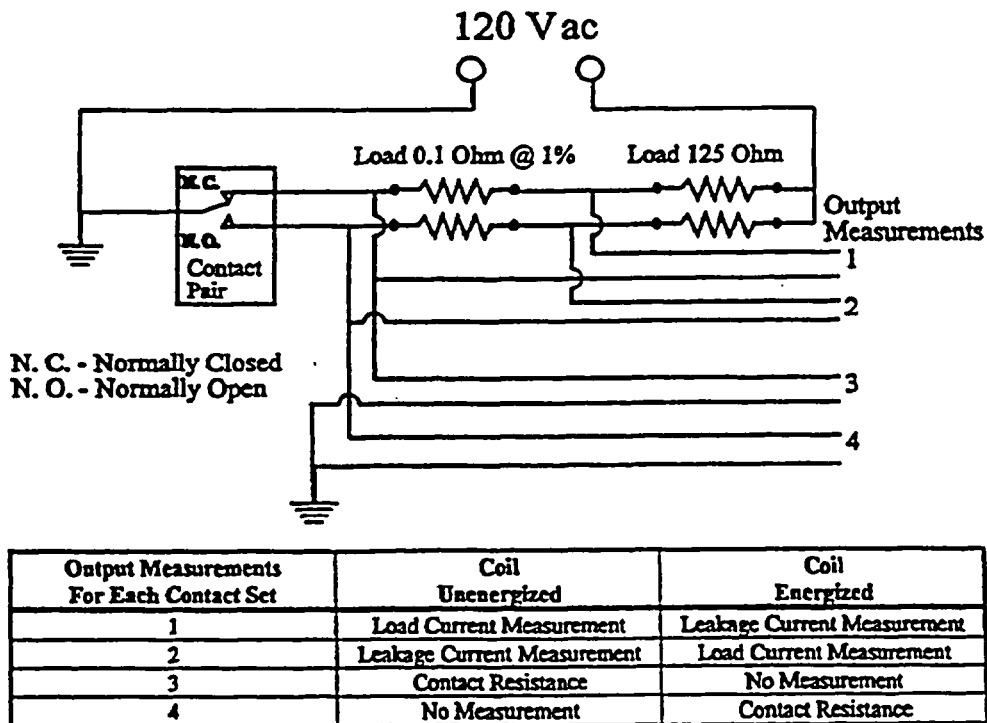 120 Vac
Load 0.1 Ohm @ 1% Load 125 Ohm
N.C.
N.O.
Contact
Pair
Output
Measurements
1
2
3
4
N. C. - Normally Closed
N. O. - Normally Open
Output Measurements
For Each Contact Set
Coil
Unenergized
Coil
Energized
1 Load Current Measurement Leakage Current Measurement
2 Leakage Current Measurement Load Current Measurement
3 Contact Resistance No Measurement
4 No Measurement Contact Resistance